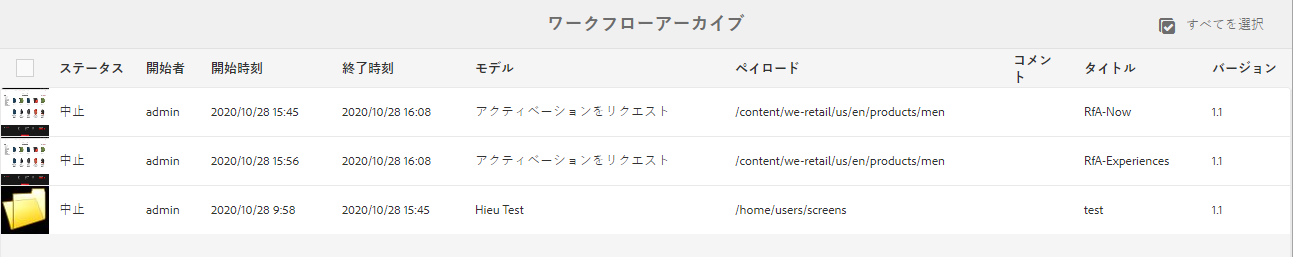 ワークフローアーカイブ
すべてを選択
ステータス 開始者 開始時刻 終了時刻 モデル ペイロード コメント タイトル バージョン
中止 admin 2020/10/28 15:45 2020/10/28 16:08 アクティベーションをリクエスト /content/we-retail/us/en/products/men RfA-Now 1.1
中止 admin 2020/10/28 15:56 2020/10/28 16:08 アクティベーションをリクエスト /content/we-retail/us/en/products/men RfA-Experiences 1.1
中止 admin 2020/10/28 9:58 2020/10/28 15:45 Hieu Test /home/users/screens test 1.1